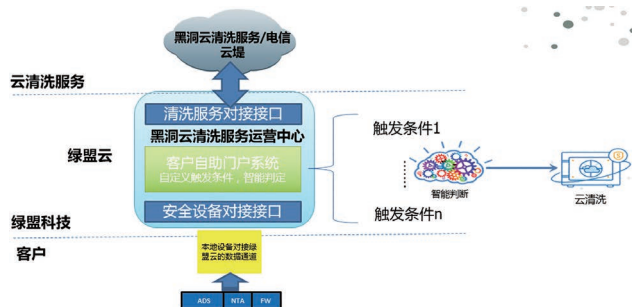 黑洞云清洗服务/电信
云堤
云清洗服务
清洗服务对接接口
黑洞云清洗服务运营中心
绿盟云
客户自助门户系统
自定义触发条件，智能判定
安全设备对接接口
触发条件1
智能判断
云清洗
触发条件n
绿盟科技
客户
本地设备对接绿
盟云的数据通道
ADS NTA FW